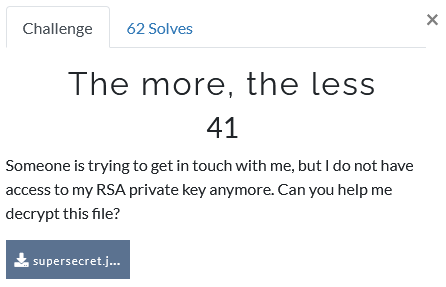 Challenge
62 Solves
×
The more, the less
41
Someone is trying to get in touch with me, but I do not have
access to my RSA private key anymore. Can you help me
decrypt this file?
supersecret.j...